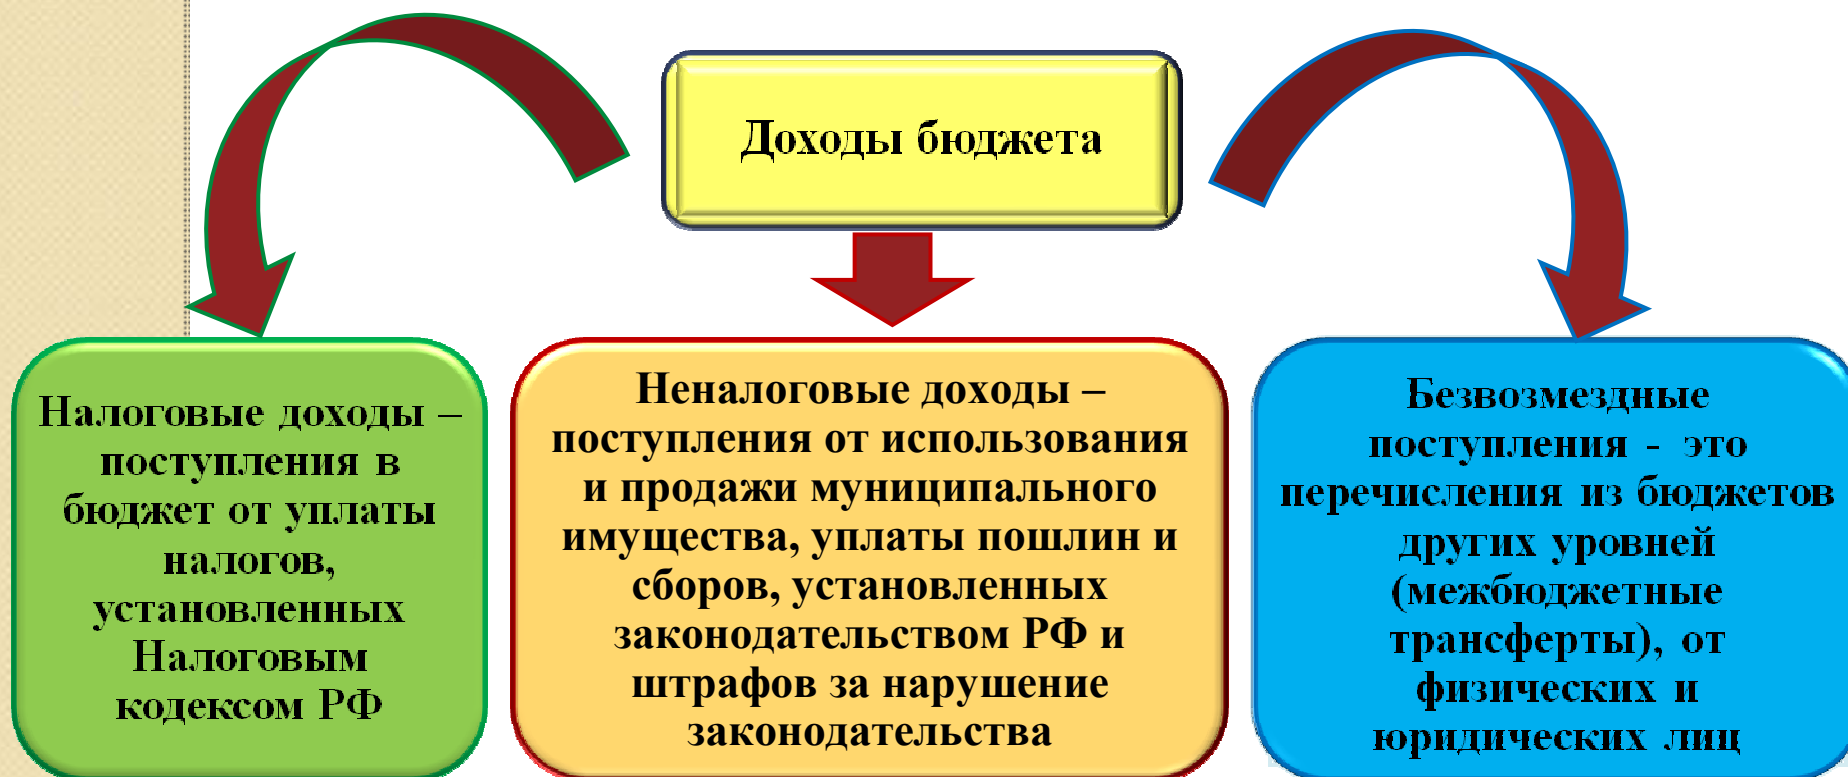 Доходы бюджета
Налоговые доходы –
поступления в
бюджет от уплаты
налогов,
установленных
Налоговым
кодексом РФ
Неналоговые доходы –
поступления от использования
и продажи муниципального
имущества, уплаты пошлин и
сборов, установленных
законодательством РФ и
штрафов за нарушение
законодательства
Безвозмездные
поступления - это
перечисления из бюджетов
других уровней
(межбюджетные
трансферты), от
физических и
юридических лиц